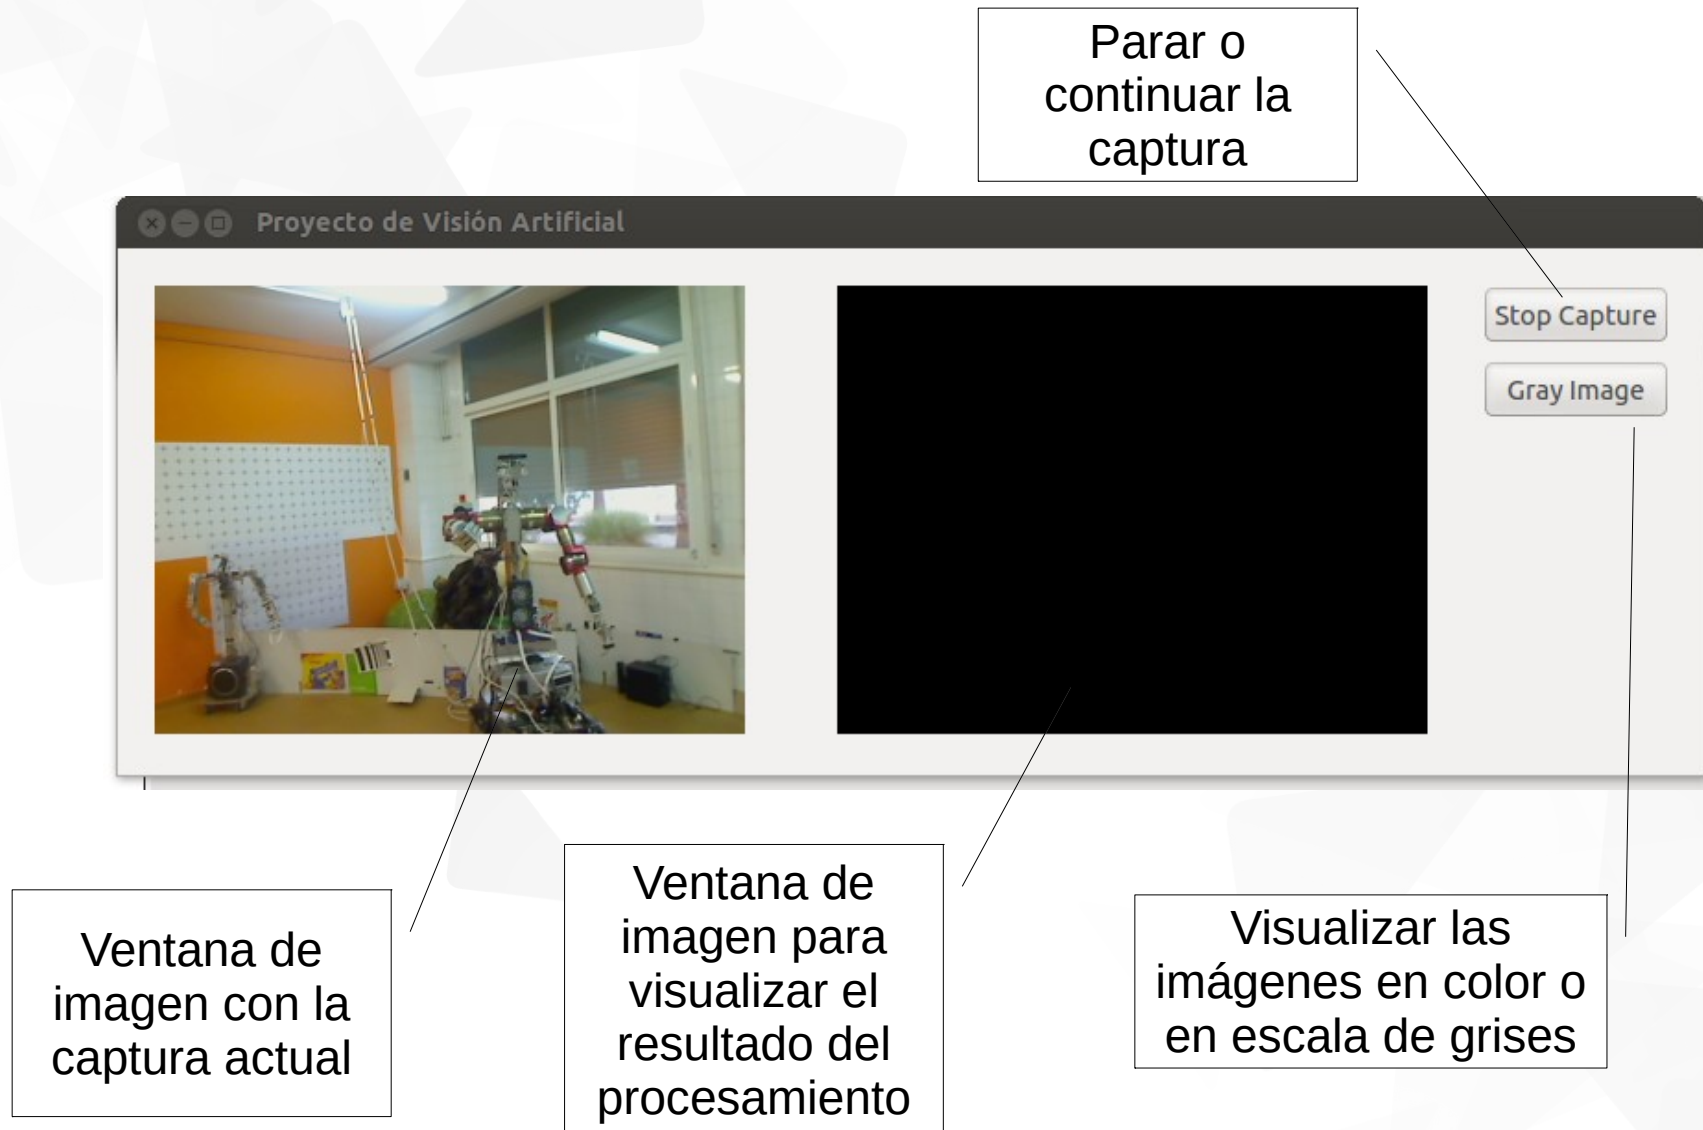 Parar o
continuar la
captura
Proyecto de Visión Artificial
Stop Capture
Gray Image
Ventana de
imagen con la
captura actual
Ventana de
imagen para
visualizar el
resultado del
procesamiento
Visualizar las
imágenes en color o
en escala de grises